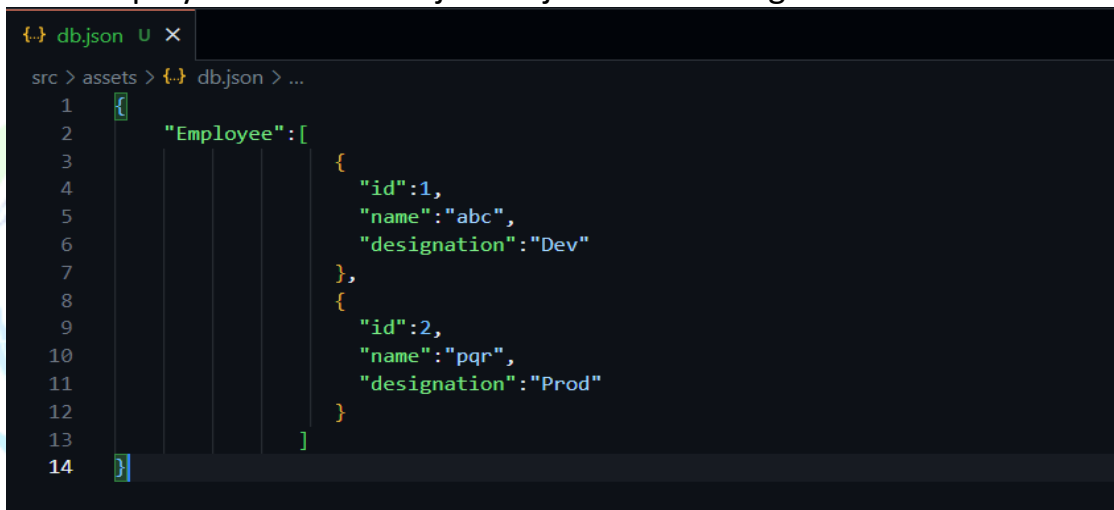 db.json U ×
src > assets > db.json > ...
1 {
2 "Employee":[
3 {
4 "id":1,
5 "name":"abc",
6 "designation":"Dev"
7 },
8 {
9 "id":2,
10 "name":"pqr",
11 "designation":"Prod"
12 }
13 ]
14 }